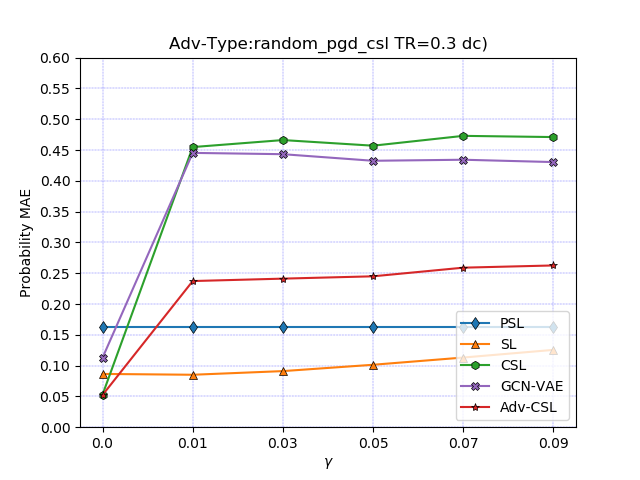 Adv-Type:random_pgd_csl TR=0.3 dc)
0.60
0.55
0.50
0.45
0.40
0.35
0.30
0.25
0.20
0.15
0.10
0.05
0.00
Probability MAE
PSL
SL
CSL
GCN-VAE
Adv-CSL
0.0 0.01 0.03 0.05 0.07 0.09
γ